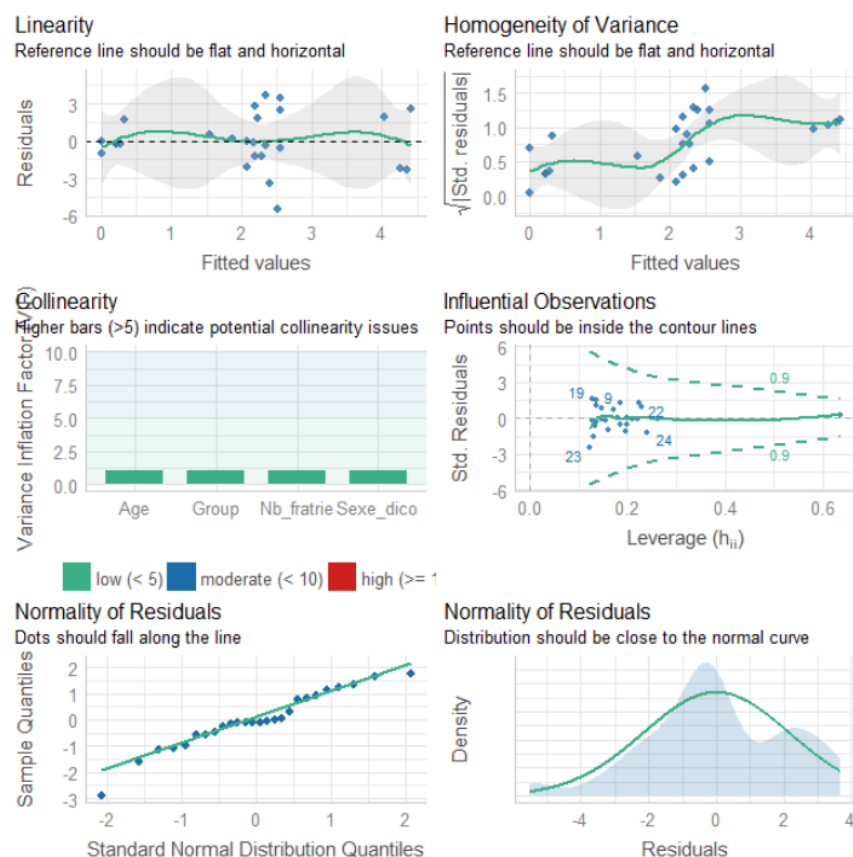 Linearity
Reference line should be flat and horizontal
Residuals
3
0
-3
-6
0 1 2 3 4
Fitted values
Homogeneity of Variance
Reference line should be flat and horizontal
√|Std. residuals|
1.5
1.0
0.5
0.0
0 1 2 3 4
Fitted values
Collinearity
Higher bars (>5) indicate potential collinearity issues
Variance Inflation Factor (VIF)
10.0
7.5
5.0
2.5
0.0
Age Group Nb_fratrie Sexe_dico
low (< 5) moderate (< 10) high (>= 1
Influential Observations
Points should be inside the contour lines
Std. Residuals
6
3
0
-3
-6
0.9
19 9
22
24
23
0.9
0.0 0.2 0.4 0.6
Leverage (hii)
Normality of Residuals
Dots should fall along the line
Sample Quantiles
2
1
0
-1
-2
-3
-2 -1 0 1 2
Standard Normal Distribution Quantiles
Normality of Residuals
Distribution should be close to the normal curve
Density
-4 -2 0 2 4
Residuals